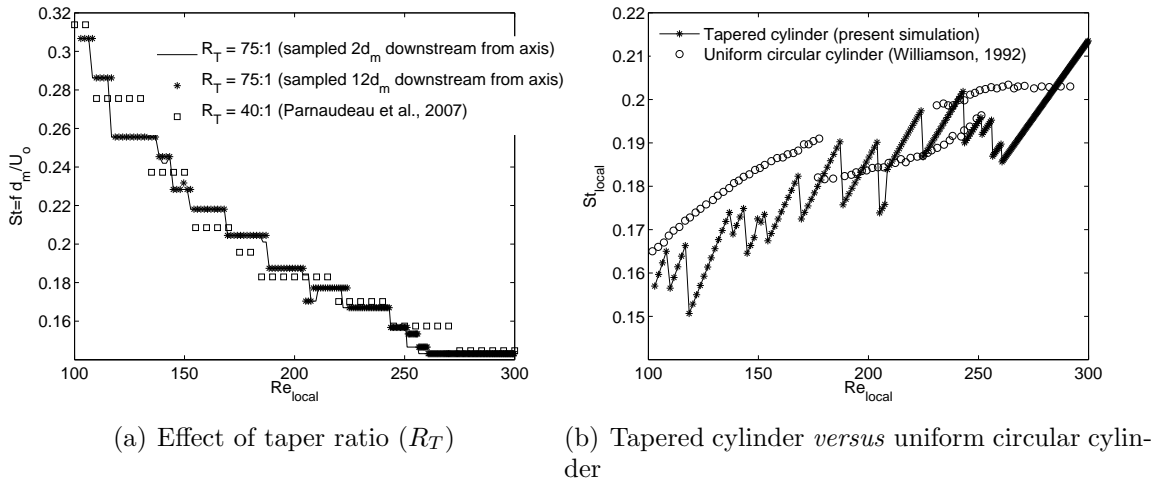 0.32
0.3
0.28
0.26
0.24
0.22
0.2
0.18
0.16
St=f d_m/U_o
R_T = 75:1 (sampled 2d_m downstream from axis)
R_T = 75:1 (sampled 12d_m downstream from axis)
R_T = 40:1 (Parnaudeau et al., 2007)
100 150 200 250 300
Re_local
(a) Effect of taper ratio (R_T)
0.22
0.21
0.2
0.19
0.18
0.17
0.16
0.15
St_local
Tapered cylinder (present simulation)
Uniform circular cylinder (Williamson, 1992)
100 150 200 250 300
Re_local
(b) Tapered cylinder versus uniform circular cylin-
der